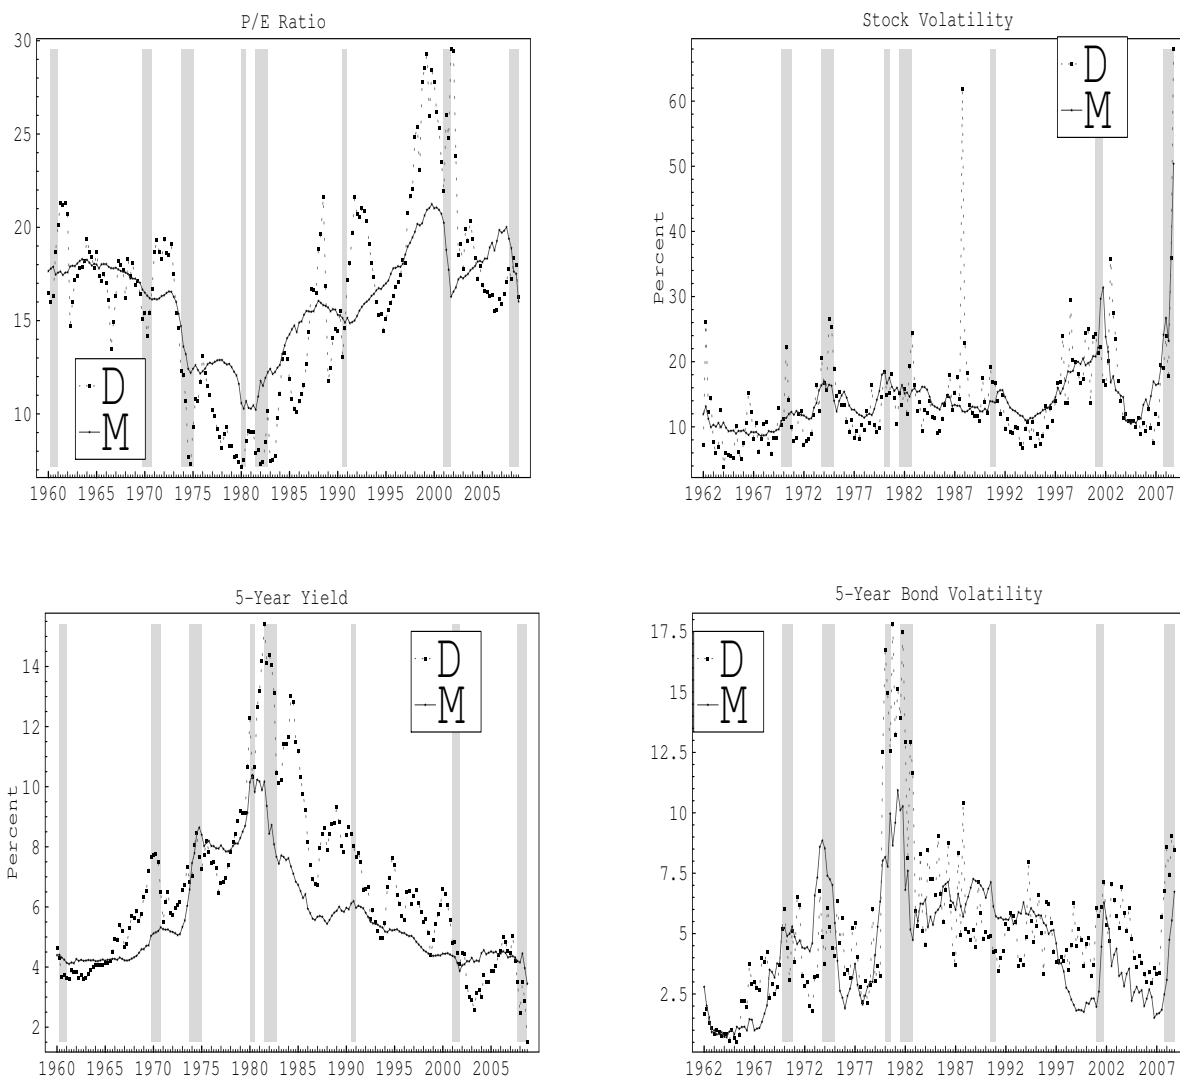 P/E Ratio
30
25
20
15
10
D
M
1960 1965 1970 1975 1980 1985 1990 1995 2000 2005
Stock Volatility
Percent
60
50
40
30
20
10
D
M
1962 1967 1972 1977 1982 1987 1992 1997 2002 2007
5-Year Yield
Percent
14
12
10
8
6
4
2
D
M
1960 1965 1970 1975 1980 1985 1990 1995 2000 2005
5-Year Bond Volatility
17.5
15
12.5
10
7.5
5
2.5
D
M
1962 1967 1972 1977 1982 1987 1992 1997 2002 2007